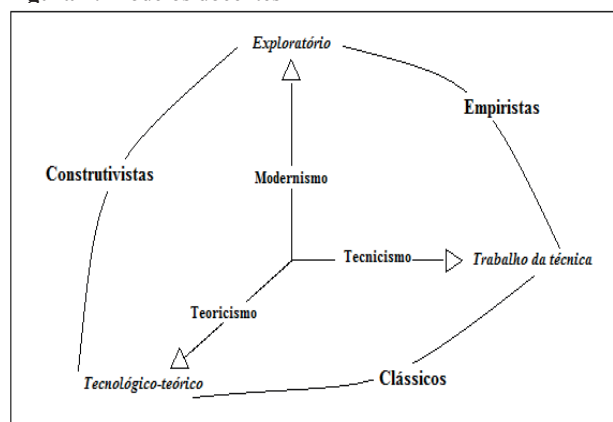 Exploratório
Empiristas
Construtivistas
Modernismo
Tecnicismo
Trabalho da técnica
Teoricismo
Tecnológico-teórico
Clássicos